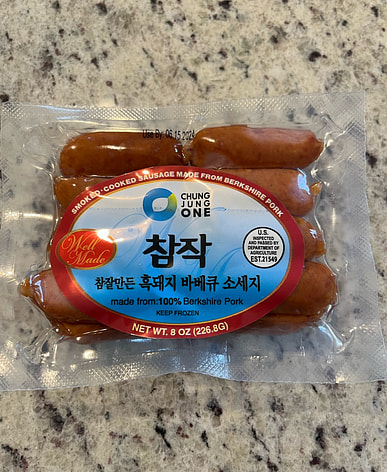 Use By 06.15.2024
SMOKED-COOKED SAUSAGE MADE FROM BERKSHIRE PORK
CHUNG
JUNG
ONE
Well
Made
참작
U.S.
INSPECTED
AND PASSED BY
DEPARTMENT OF
AGRICULTURE
EST.21549
참잘만든 흑돼지 바베큐 소세지
made from:100% Berkshire Pork
KEEP FROZEN
NET WT. 8 OZ (226.8G)